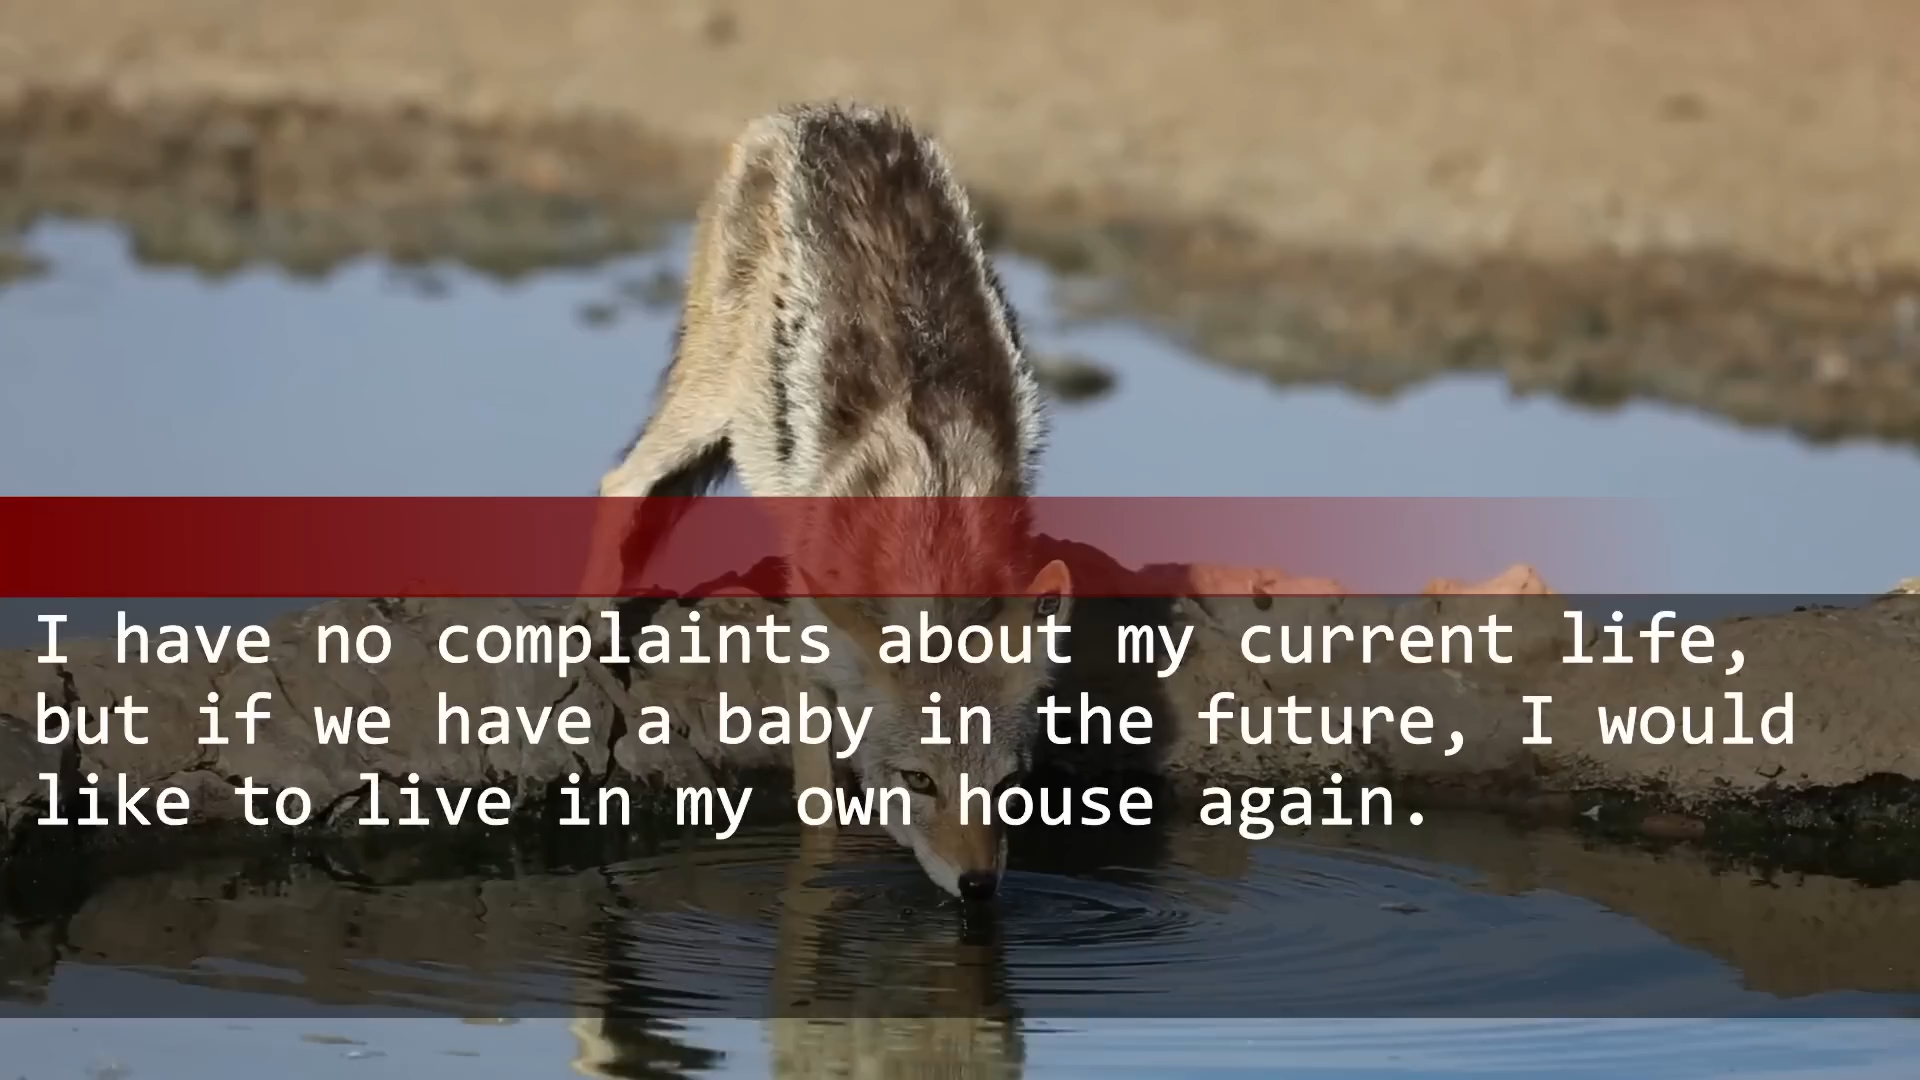 I have no complaints about my current life,
but if we have a baby in the future, I would
like to live in my own house again.